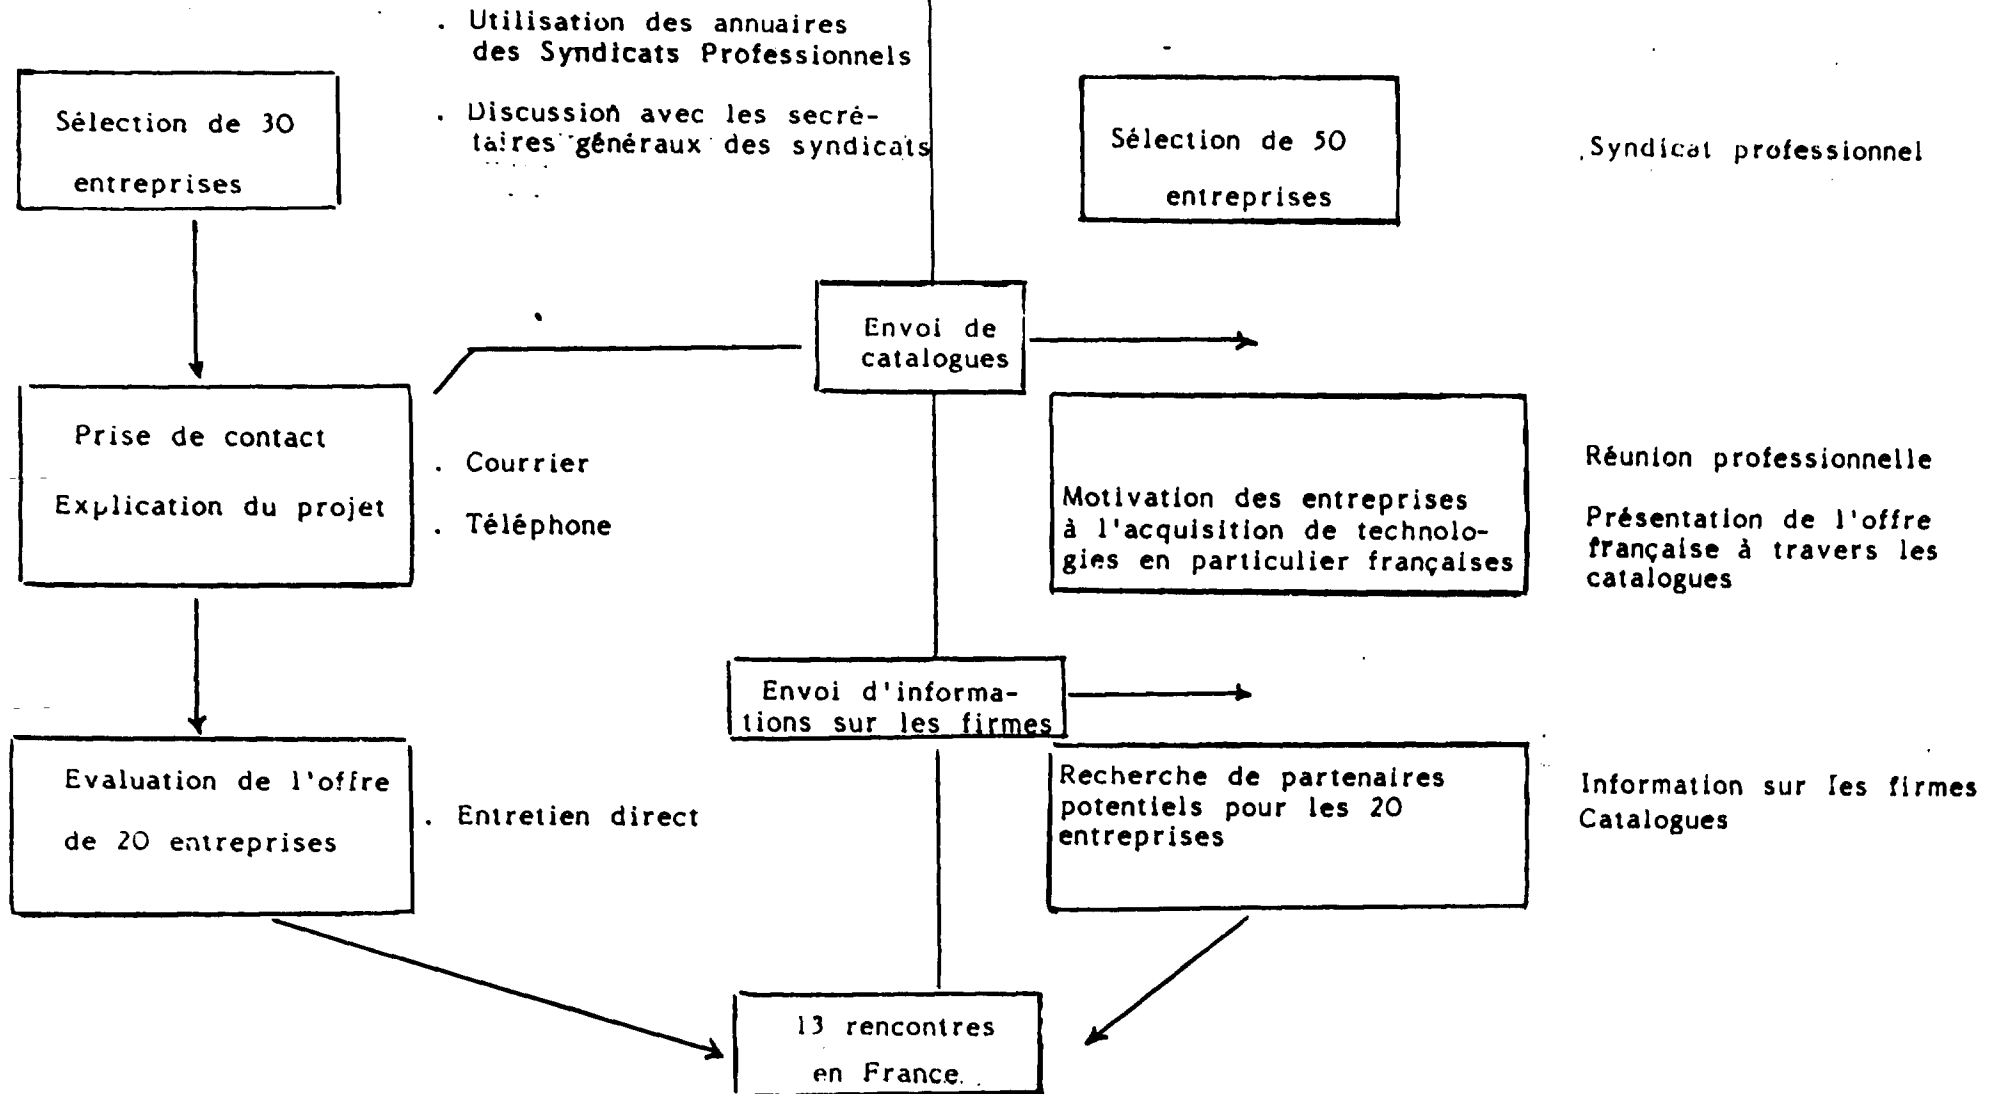 . Utilisation des annuaires
des Syndicats Professionnels
. Discussion avec les secré-
taires généraux des syndicats
Sélection de 30
entreprises
Sélection de 50
entreprises
.Syndicat professionnel
Envoi de
catalogues
Prise de contact
Explication du projet
. Courrier
. Téléphone
Motivation des entreprises
à l'acquisition de technolo-
gies en particulier françaises
Réunion professionnelle
Présentation de l'offre
française à travers les
catalogues
Envoi d'informa-
tions sur les firmes
Evaluation de l'offre
de 20 entreprises
. Entretien direct
Recherche de partenaires
potentiels pour les 20
entreprises
Information sur les firmes
Catalogues
13 rencontres
en France.